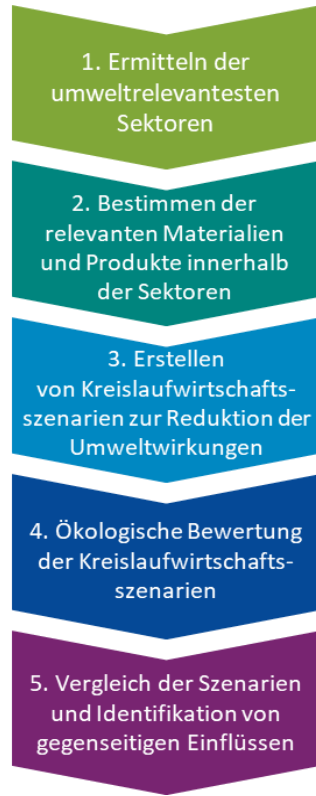 1. Ermitteln der
umweltrelevantesten
Sektoren
2. Bestimmen der
relevanten Materialien
und Produkte innerhalb
der Sektoren
3. Erstellen
von Kreislaufwirtschafts-
szenarien zur Reduktion der
Umweltwirkungen
4. Ökologische Bewertung
der Kreislaufwirtschafts-
szenarien
5. Vergleich der Szenarien
und Identifikation von
gegenseitigen Einflüssen